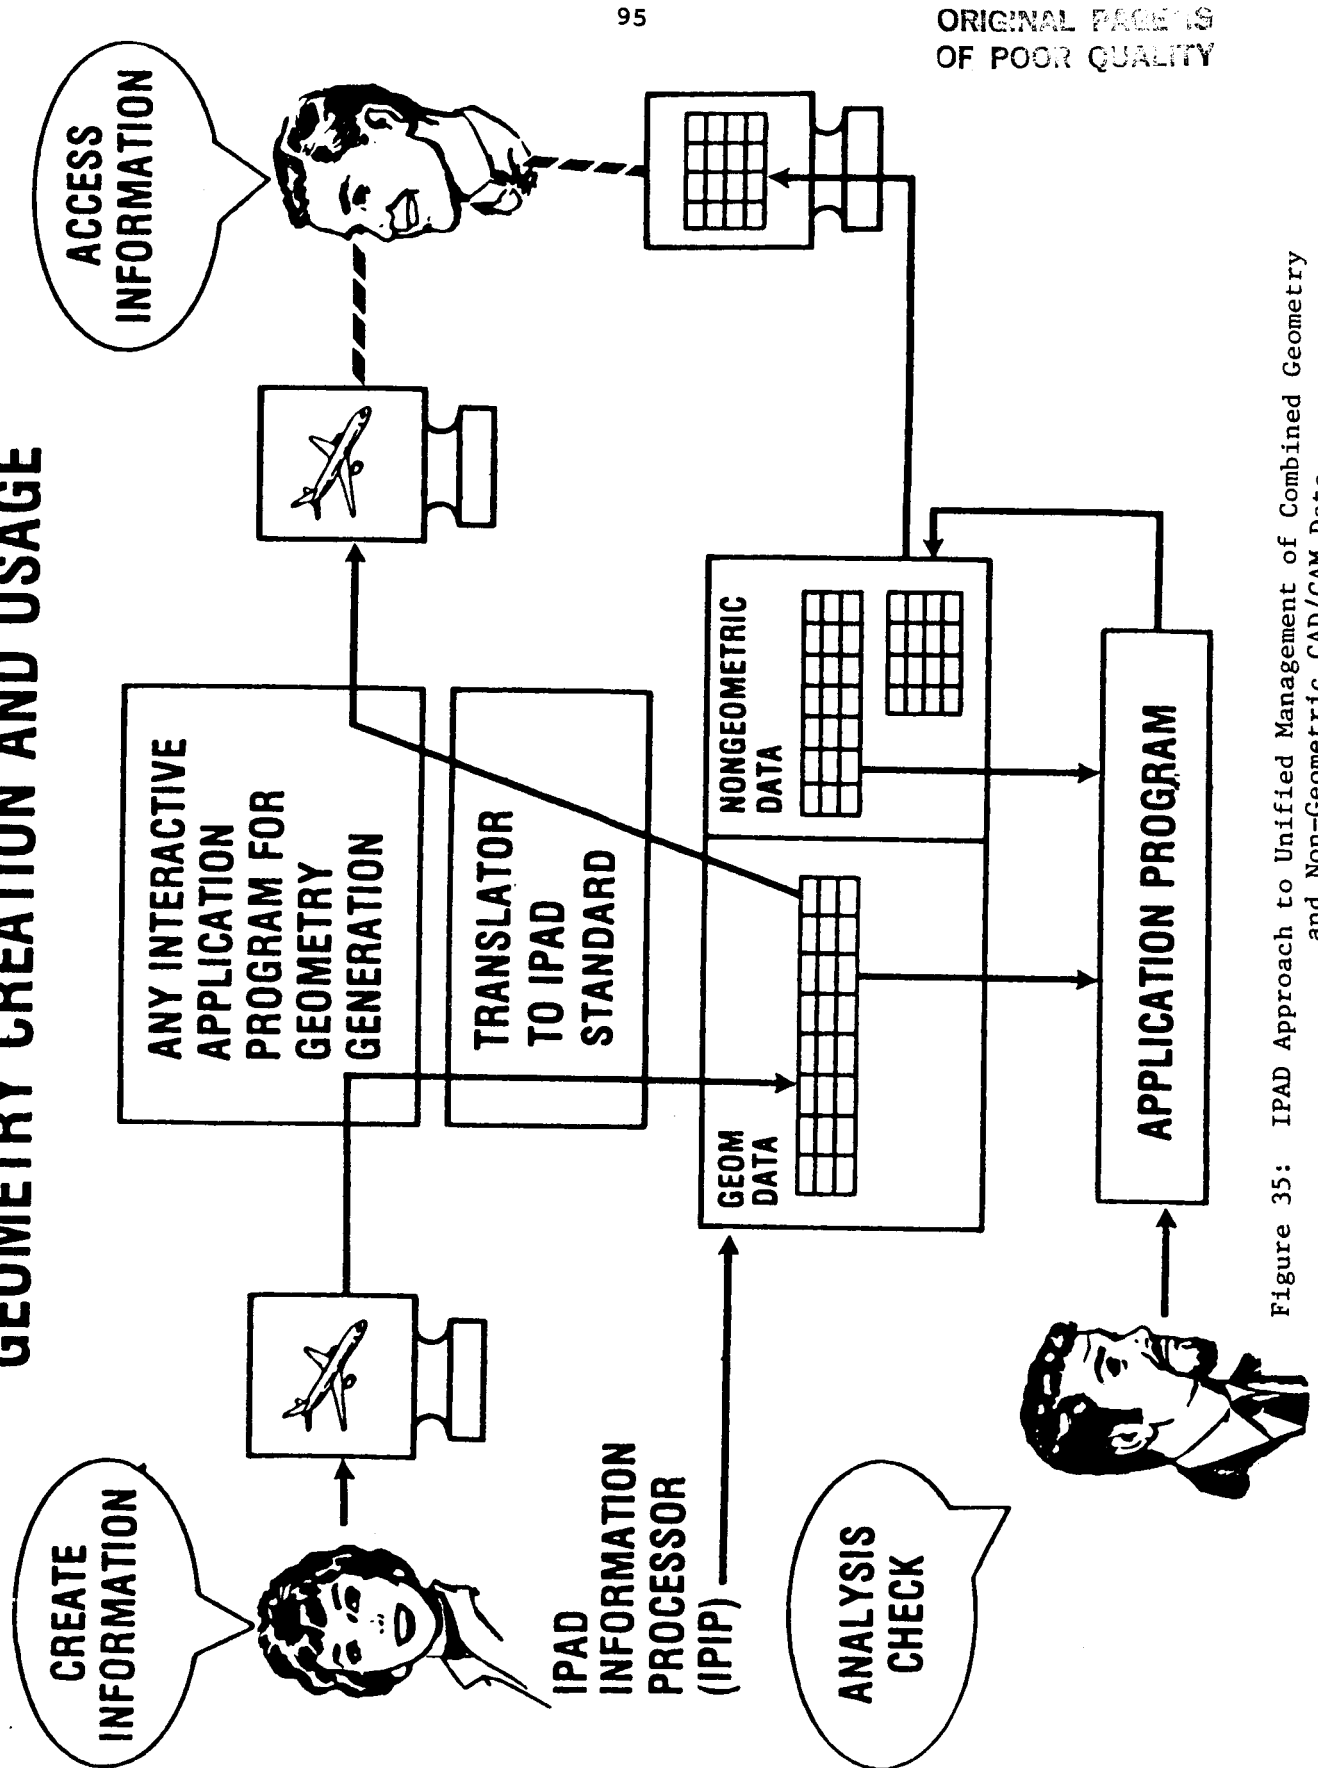 95
ORIGINAL PAGE IS
OF POOR QUALITY
GEOMETRY CREATION AND USAGE
CREATE
INFORMATION
ACCESS
INFORMATION
ANY INTERACTIVE
APPLICATION
PROGRAM FOR
GEOMETRY
GENERATION
TRANSLATOR
TO IPAD
STANDARD
IPAD
INFORMATION
PROCESSOR
(IPIP)
GEOM
DATA
NONGEOMETRIC
DATA
ANALYSIS
CHECK
APPLICATION PROGRAM
Figure 35: IPAD Approach to Unified Management of Combined Geometry
and Non-Geometric CAD/CAM Data